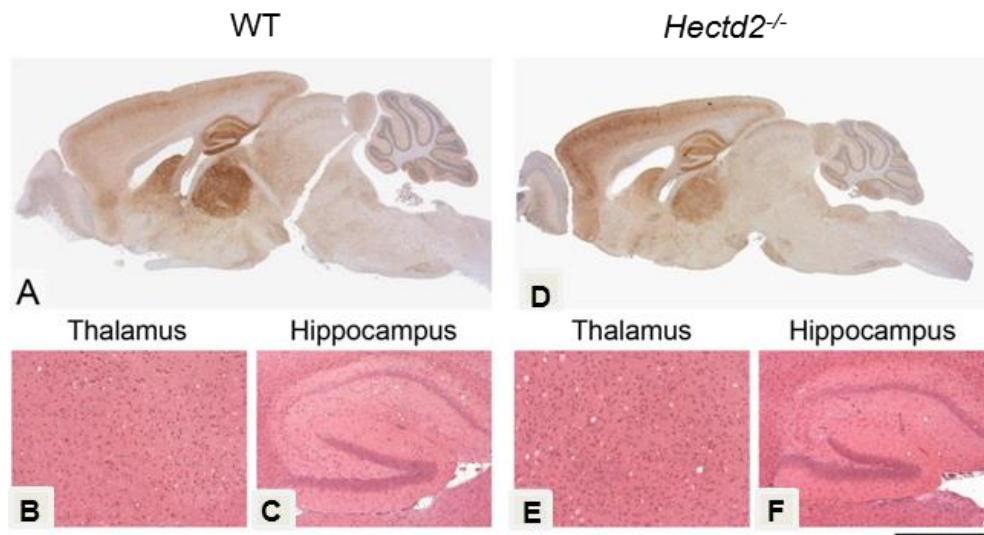 WT
Hectd2-/-
A
D
Thalamus
Hippocampus
Thalamus
Hippocampus
B
C
E
F